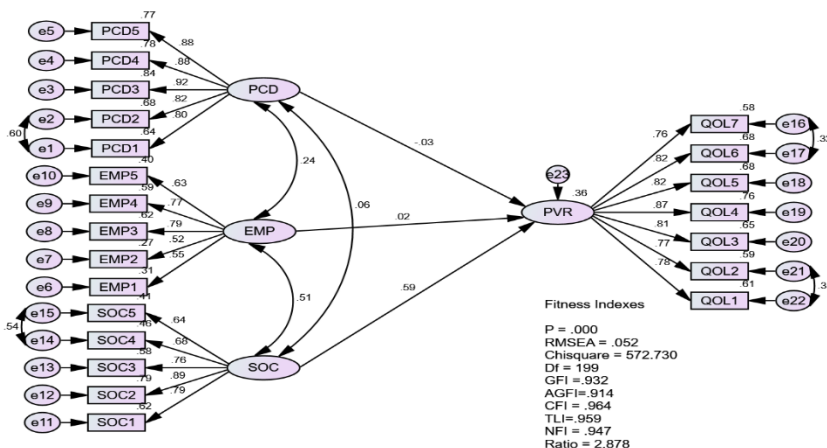 .77
e5 PCD5
.88
.78
e4 PCD4
.88
.84
e3 PCD3
.92
PCD
.68
e2 PCD2
.82
.60
.80
.64
e1 PCD1
.40
e10 EMP5
.63
.59
e9 EMP4
.77
.62
e8 EMP3
.79
EMP
.27
e7 EMP2
.52
.55
.31
e6 EMP1
.41
e15 SOC5
.64
.54
.46
e14 SOC4
.68
.58
e13 SOC3
.76
SOC
.79
e12 SOC2
.89
.79
.62
e11 SOC1
.24
.06
.51
-.03
.02
.59
e23
.36
PVR
.58
QOL7 e16
.76
.68
QOL6 e17
.82
.68
QOL5 e18
.82
.76
QOL4 e19
.87
.65
QOL3 e20
.81
.59
QOL2 e21
.77
.61
QOL1 e22
.78
Fitness Indexes
P = .000
RMSEA = .052
Chisquare = 572.730
Df = 199
GFI =.932
AGFI=.914
CFI = .964
TLI=.959
NFI = .947
Ratio = 2.878